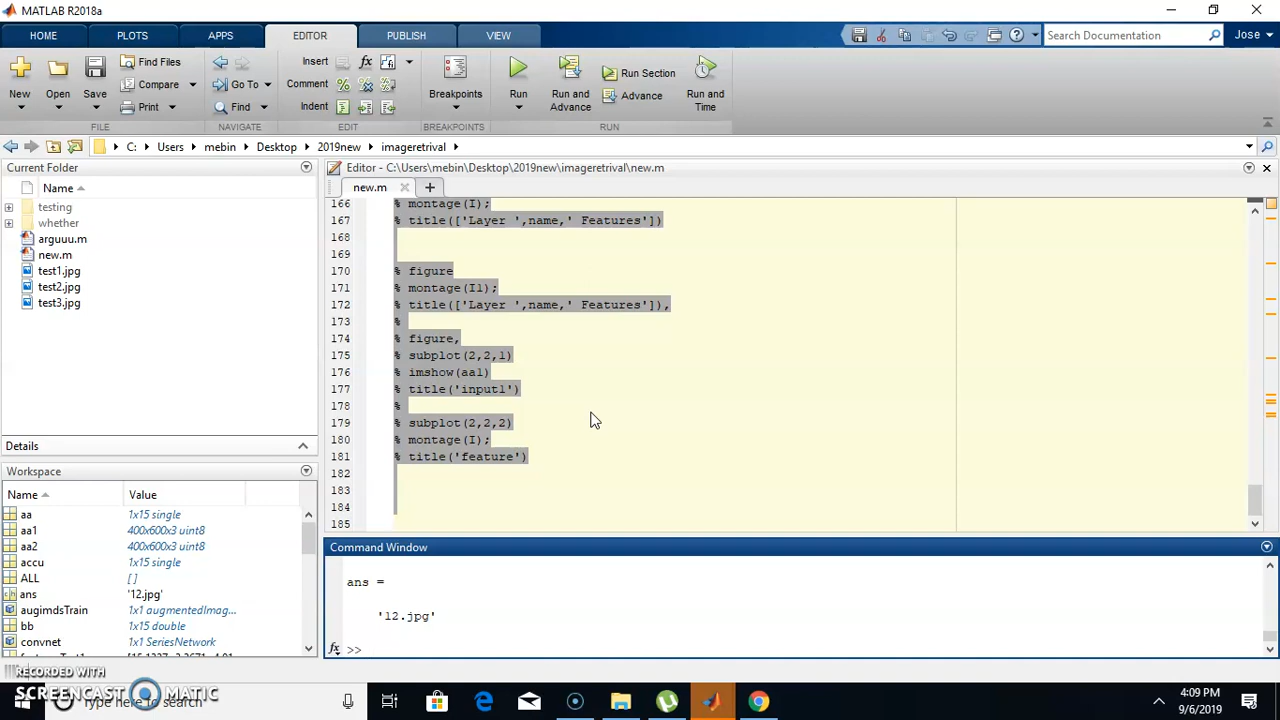 MATLAB R2018a
HOME PLOTS APPS EDITOR PUBLISH VIEW Search Documentation Jose
New Open Save Find Files Compare Print Go To Find Insert fx Comment Indent Breakpoints Run Run and Advance Run Section Advance Run and Time
FILE NAVIGATE EDIT BREAKPOINTS RUN
C: Users mebin Desktop 2019new imageretrival
Current Folder
Name
testing
whether
arguuu.m
new.m
test1.jpg
test2.jpg
test3.jpg
Details
Workspace
Name Value
aa 1x15 single
aa1 400x600x3 uint8
aa2 400x600x3 uint8
accu 1x15 single
ALL [ ]
ans '12.jpg'
augimdsTrain 1x1 augmentedImag...
bb 1x15 double
convnet 1x1 SeriesNetwork
Editor - C:\Users\mebin\Desktop\2019new\imageretrival\new.m
new.m
166 % montage(I);
167 % title(['Layer ',name,' Features'])
168
169
170 % figure
171 % montage(I1);
172 % title(['Layer ',name,' Features']),
173 %
174 % figure,
175 % subplot(2,2,1)
176 % imshow(aa1)
177 % title('input1')
178 %
179 % subplot(2,2,2)
180 % montage(I);
181 % title('feature')
182
183
184
185
Command Window
ans =
'12.jpg'
fx >>
RECORDED WITH
SCREENCAST MATIC
Type here to search
4:09 PM
9/6/2019